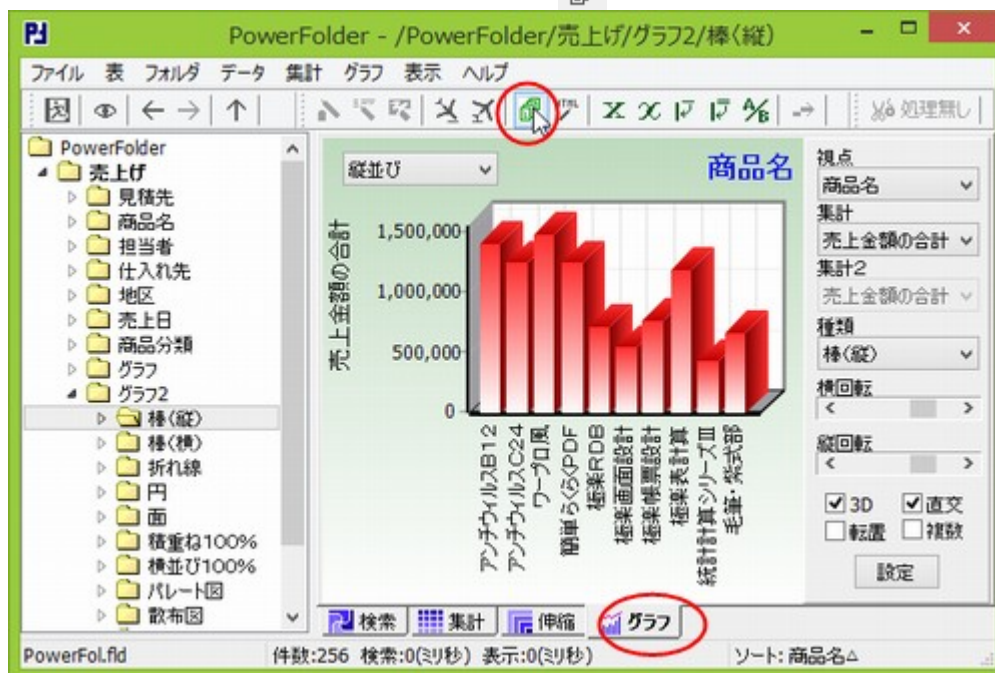 PowerFolder - /PowerFolder/売上げ/グラフ2/棒(縦)
ファイル 表 フォルダ データ 集計 グラフ 表示 ヘルプ
処理無し
PowerFolder
売上げ
見積先
商品名
担当者
仕入れ先
地区
売上日
商品分類
グラフ
グラフ2
棒(縦)
棒(横)
折れ線
円
面
積重ね100%
横並び100%
パレート図
散布図
縦並び
商品名
売上金額の合計
1,500,000
1,000,000
500,000
0
アンチウィルスB12
アンチウィルスC24
ワープロ風
簡単らくらくPDF
極楽RDB
極楽画面設計
極楽帳票設計
極楽表計算
統計計算シリーズⅢ
毛筆・紫式部
視点
商品名
集計
売上金額の合計
集計2
売上金額の合計
種類
棒(縦)
横回転
縦回転
3D 直交
転置 複数
設定
検索 集計 伸縮 グラフ
PowerFol.fld 件数:256 検索:0(ミリ秒) 表示:0(ミリ秒) ソート: 商品名△